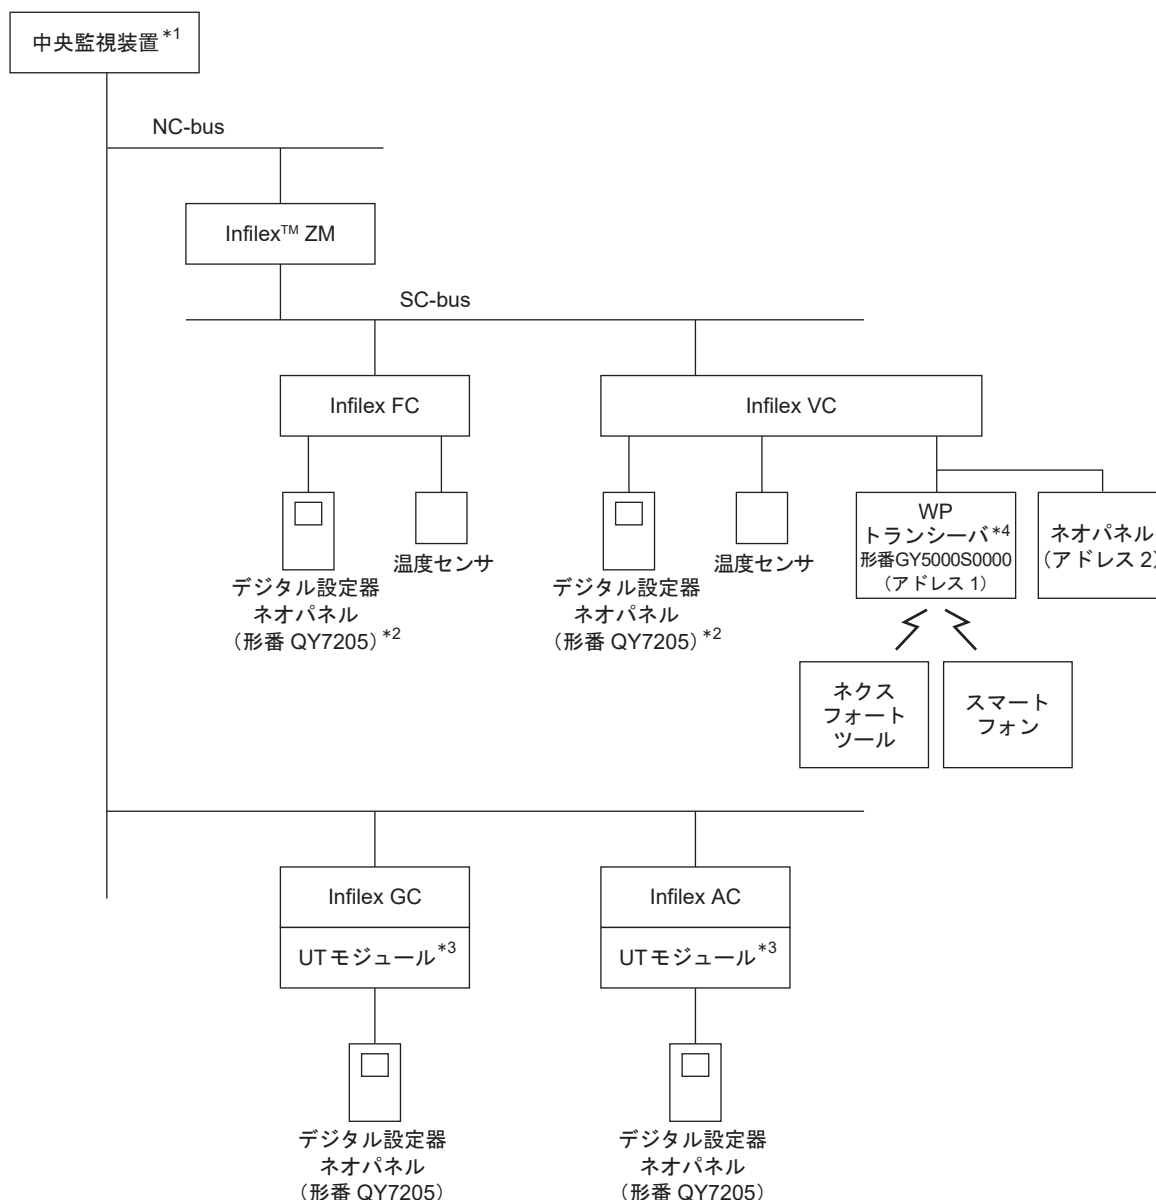 中央監視装置*1
NC-bus
Infilex™ ZM
SC-bus
Infilex FC
Infilex VC
デジタル設定器
ネオパネル
（形番 QY7205）*2
温度センサ
デジタル設定器
ネオパネル
（形番 QY7205）*2
温度センサ
WP
トランシーバ*4
形番GY5000S0000
（アドレス 1）
ネオパネル
（アドレス 2）
ネクス
フォート
ツール
スマート
フォン
Infilex GC
UTモジュール*3
Infilex AC
UTモジュール*3
デジタル設定器
ネオパネル
（形番 QY7205）
デジタル設定器
ネオパネル
（形番 QY7205）